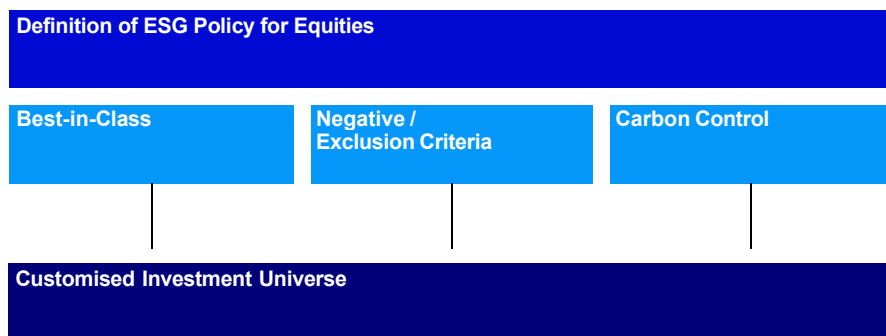 Definition of ESG Policy for Equities
Best-in-Class
Negative /
Exclusion Criteria
Carbon Control
Customised Investment Universe